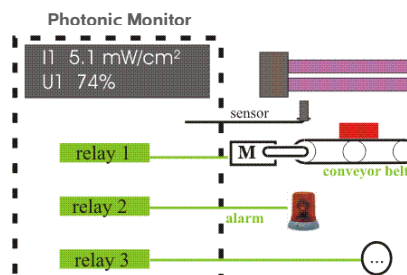 Photonic Monitor
I1 5.1 mW/cm²
U1 74%
sensor
relay 1
M
conveyor belt
relay 2
alarm
relay 3
...